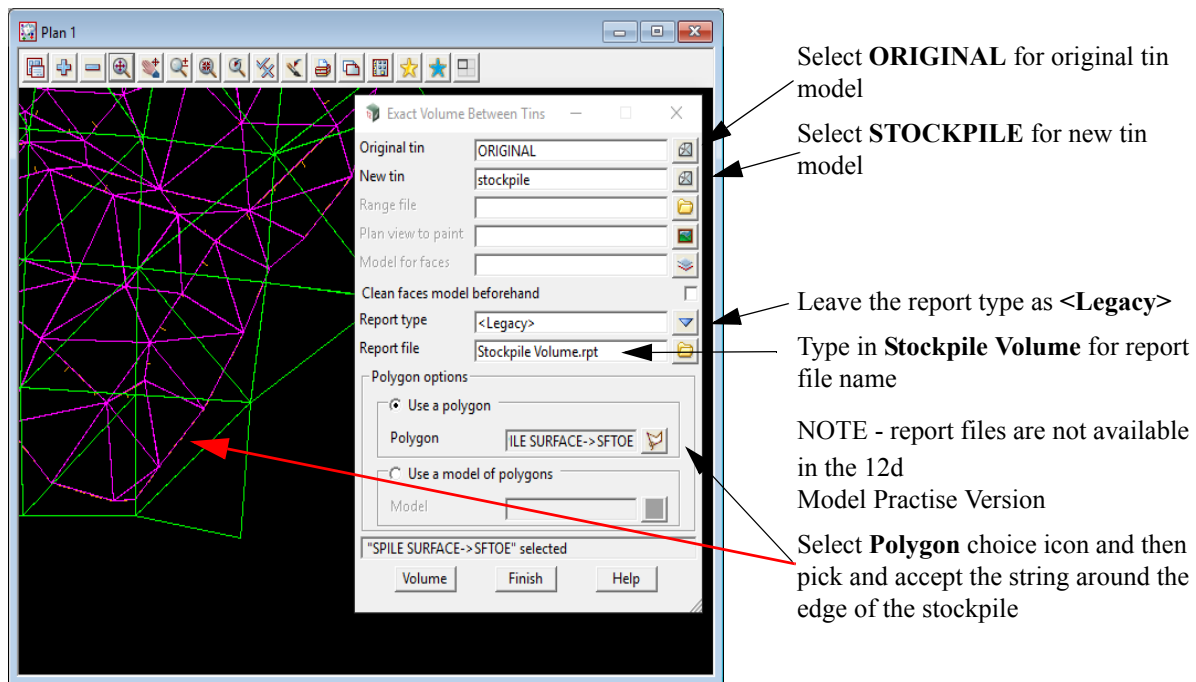 Plan 1
Exact Volume Between Tins
Original tin
ORIGINAL
New tin
stockpile
Range file
Plan view to paint
Model for faces
Clean faces model beforehand
Report type
<Legacy>
Report file
Stockpile Volume.rpt
Polygon options
Use a polygon
Polygon
ILE SURFACE->SFTOE
Use a model of polygons
Model
"SPILE SURFACE->SFTOE" selected
Volume
Finish
Help
Select ORIGINAL for original tin
model
Select STOCKPILE for new tin
model
Leave the report type as <Legacy>
Type in Stockpile Volume for report
file name
NOTE - report files are not available
in the 12d
Model Practise Version
Select Polygon choice icon and then
pick and accept the string around the
edge of the stockpile